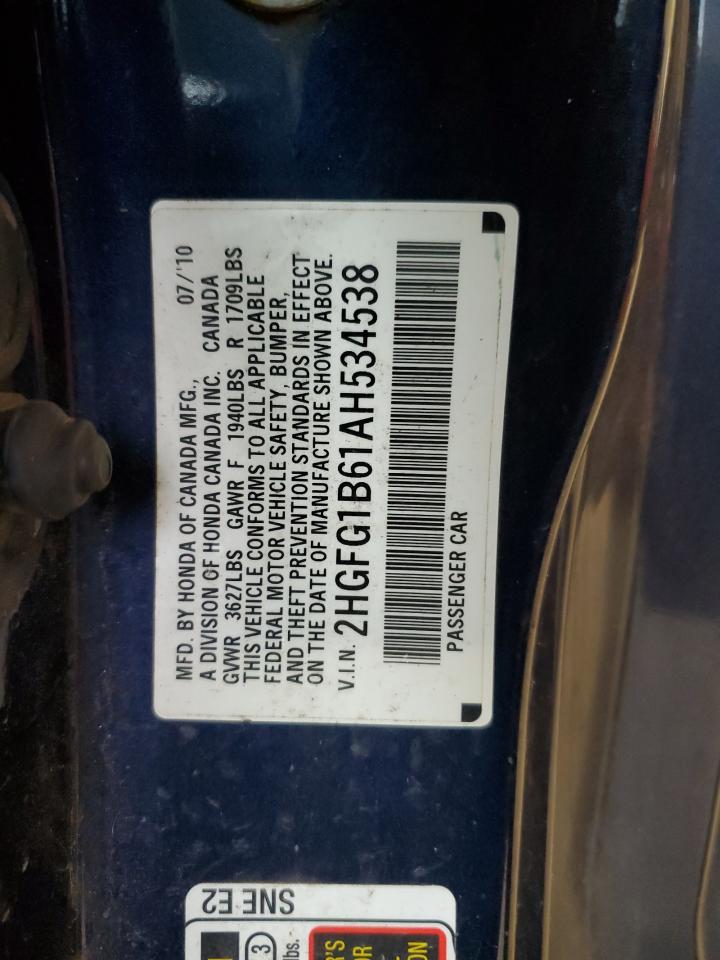 MFD. BY HONDA OF CANADA MFG., 07/'10
A DIVISION OF HONDA CANADA INC. CANADA
GVWR 3627LBS GAWR F 1940LBS R 1709LBS
THIS VEHICLE CONFORMS TO ALL APPLICABLE
FEDERAL MOTOR VEHICLE SAFETY, BUMPER,
AND THEFT PREVENTION STANDARDS IN EFFECT
ON THE DATE OF MANUFACTURE SHOWN ABOVE.
V.I.N. 2HGFG1B61AH534538
PASSENGER CAR
SNE E2
3
lbs.